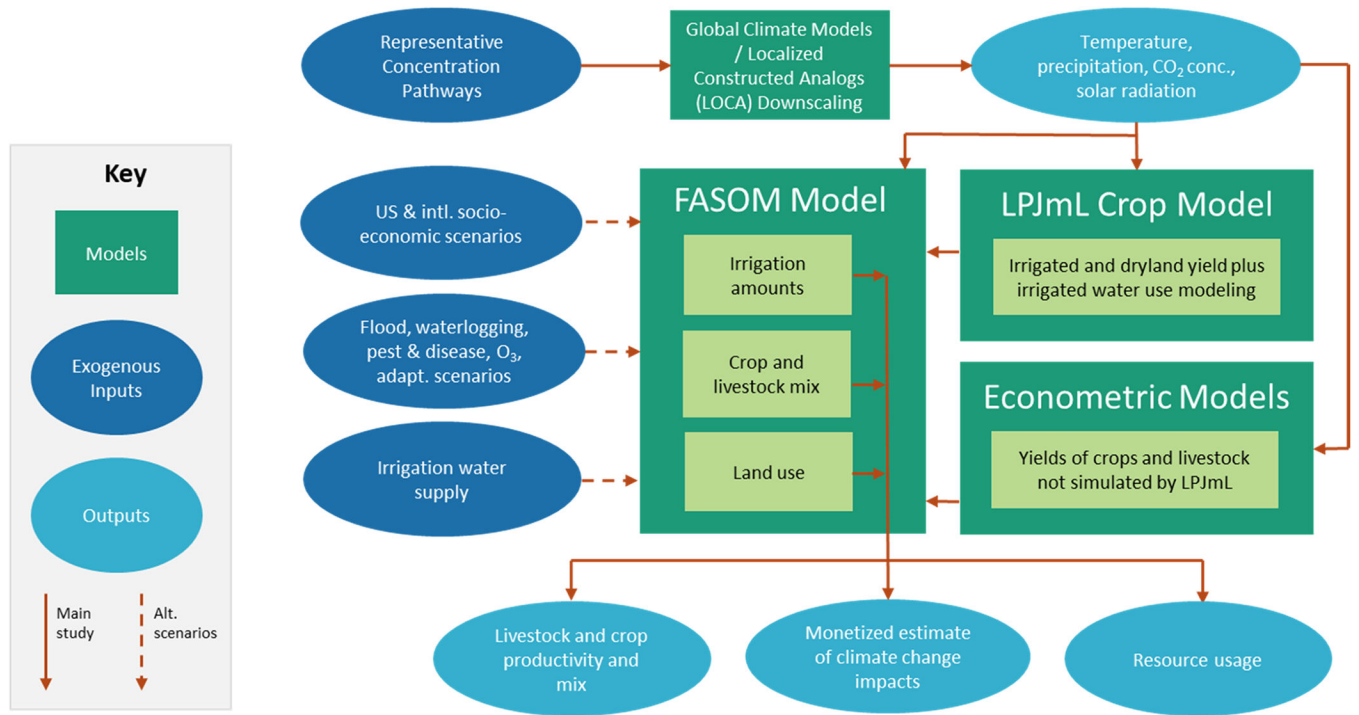 Representative
Concentration
Pathways
Global Climate Models
/ Localized
Constructed Analogs
(LOCA) Downscaling
Temperature,
precipitation, CO₂ conc.,
solar radiation
Key
Models
Exogenous
Inputs
Outputs
Main
study
Alt.
scenarios
US & intl. socio-
economic scenarios
Flood, waterlogging,
pest & disease, O₃,
adapt. scenarios
Irrigation water
supply
FASOM Model
Irrigation
amounts
Crop and
livestock mix
Land use
LPJmL Crop Model
Irrigated and dryland yield plus
irrigated water use modeling
Econometric Models
Yields of crops and livestock
not simulated by LPJmL
Livestock and crop
productivity and
mix
Monetized estimate
of climate change
impacts
Resource usage